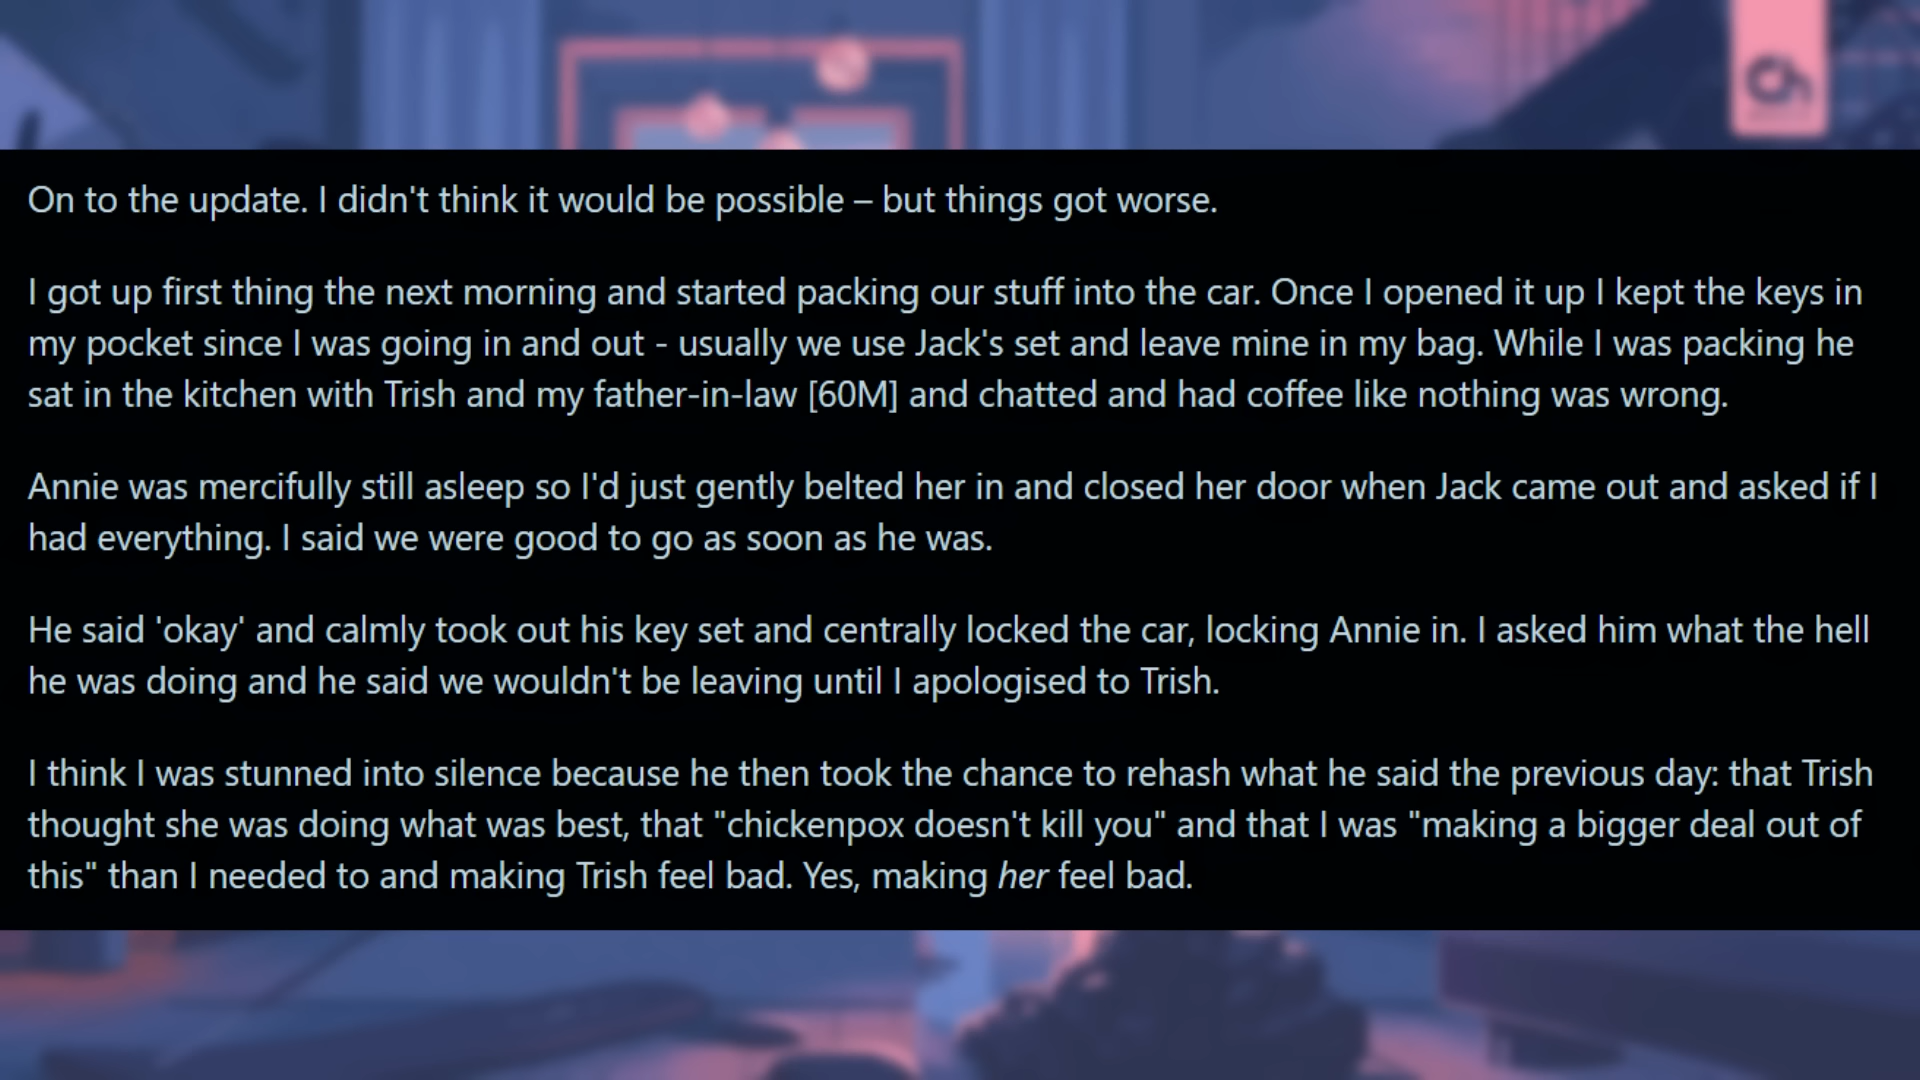 On to the update. I didn't think it would be possible – but things got worse.
I got up first thing the next morning and started packing our stuff into the car. Once I opened it up I kept the keys in
my pocket since I was going in and out - usually we use Jack's set and leave mine in my bag. While I was packing he
sat in the kitchen with Trish and my father-in-law [60M] and chatted and had coffee like nothing was wrong.
Annie was mercifully still asleep so I'd just gently belted her in and closed her door when Jack came out and asked if I
had everything. I said we were good to go as soon as he was.
He said 'okay' and calmly took out his key set and centrally locked the car, locking Annie in. I asked him what the hell
he was doing and he said we wouldn't be leaving until I apologised to Trish.
I think I was stunned into silence because he then took the chance to rehash what he said the previous day: that Trish
thought she was doing what was best, that "chickenpox doesn't kill you" and that I was "making a bigger deal out of
this" than I needed to and making Trish feel bad. Yes, making her feel bad.